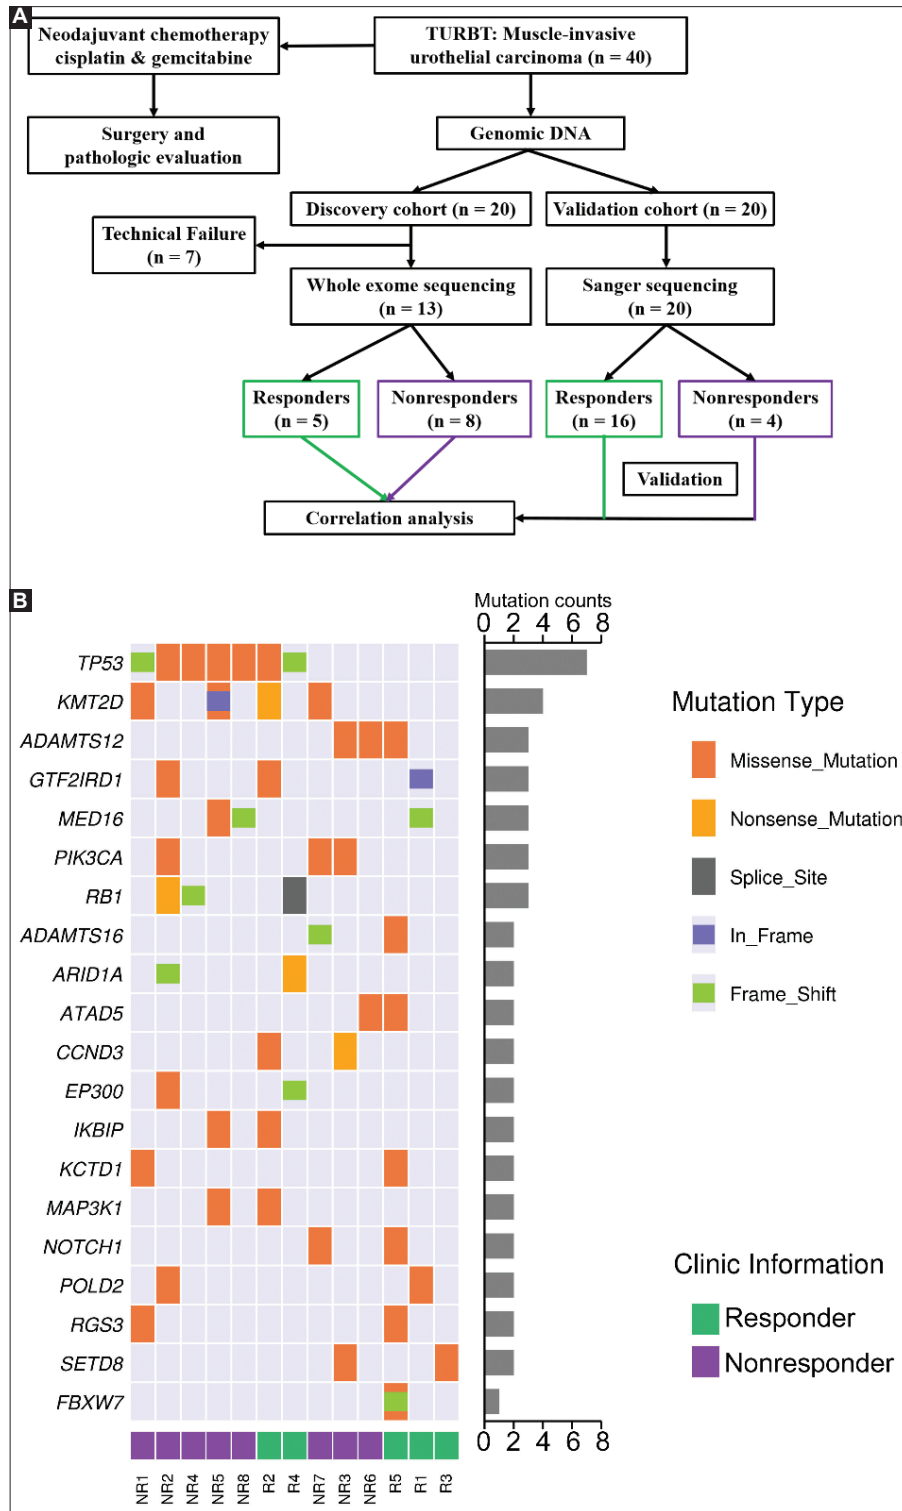 A
Neodajuvant chemotherapy
cisplatin & gemcitabine
TURBT: Muscle-invasive
urothelial carcinoma (n = 40)
Surgery and
pathologic evaluation
Genomic DNA
Discovery cohort (n = 20)
Validation cohort (n = 20)
Technical Failure
(n = 7)
Whole exome sequencing
(n = 13)
Sanger sequencing
(n = 20)
Responders
(n = 5)
Nonresponders
(n = 8)
Responders
(n = 16)
Nonresponders
(n = 4)
Validation
Correlation analysis
B
Mutation counts
0 2 4 6 8
TP53
KMT2D
ADAMTS12
GTF2IRD1
MED16
PIK3CA
RB1
ADAMTS16
ARID1A
ATAD5
CCND3
EP300
IKBIP
KCTD1
MAP3K1
NOTCH1
POLD2
RGS3
SETD8
FBXW7
0 2 4 6 8
NR1 NR2 NR4 NR5 NR8 R2 R4 NR7 NR3 NR6 R5 R1 R3
Mutation Type
Missense_Mutation
Nonsense_Mutation
Splice_Site
In_Frame
Frame_Shift
Clinic Information
Responder
Nonresponder